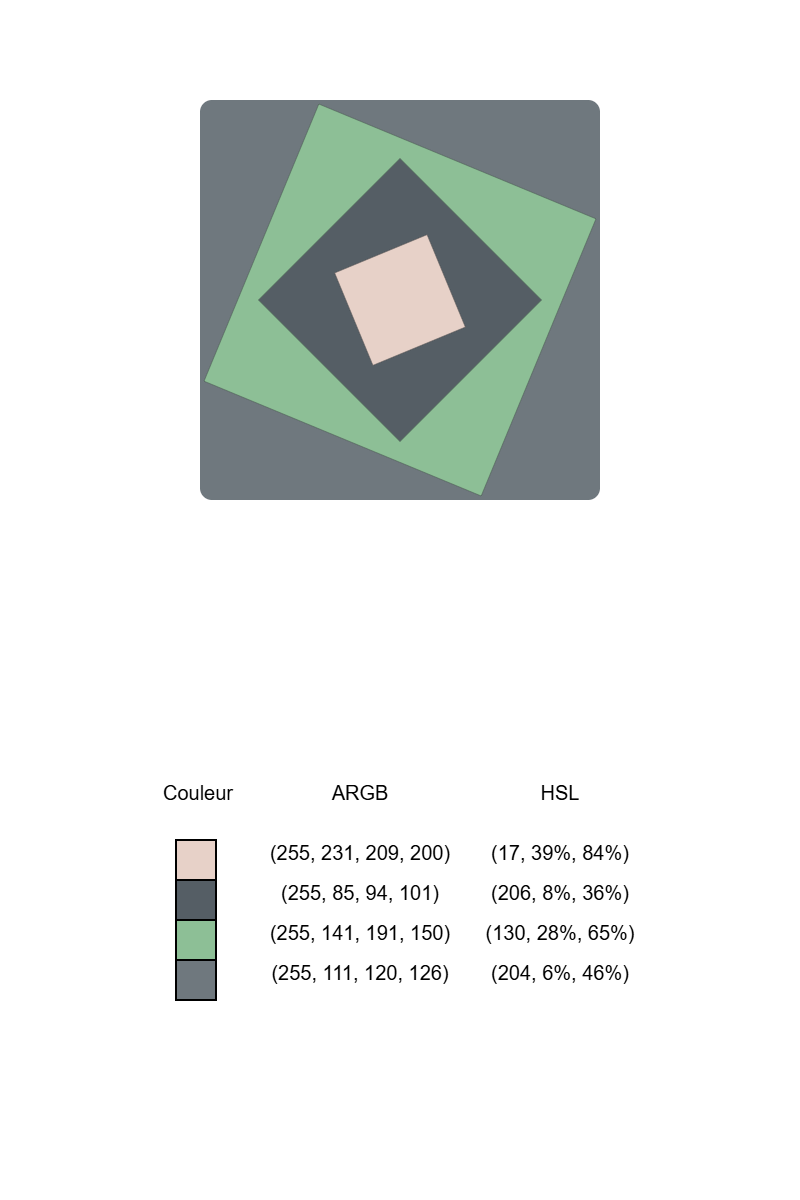 Couleur ARGB HSL
(255, 231, 209, 200) (17, 39%, 84%)
(255, 85, 94, 101) (206, 8%, 36%)
(255, 141, 191, 150) (130, 28%, 65%)
(255, 111, 120, 126) (204, 6%, 46%)